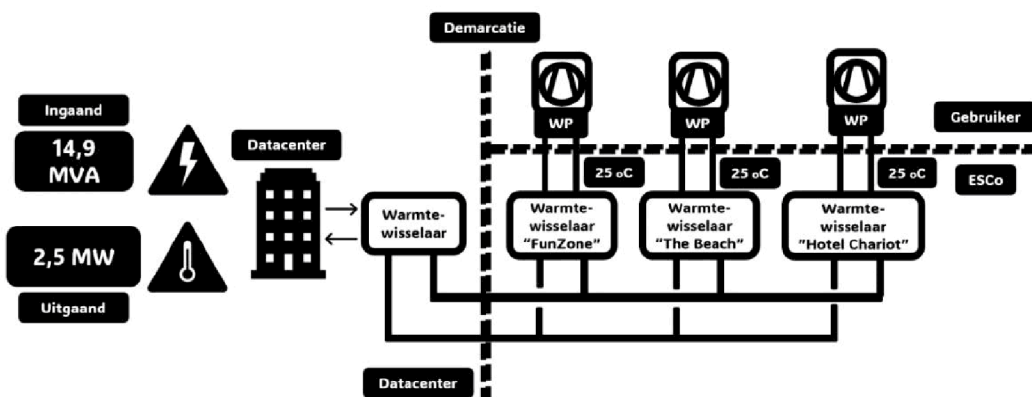 Demarcatie
Ingaand
14,9
MVA
Datacenter
2,5 MW
Uitgaand
Warmte-
wisselaar
WP
WP
WP
Gebruiker
25 oC
25 oC
25 oC
ESCo
Warmte-
wisselaar
"FunZone"
Warmte-
wisselaar
"The Beach"
Warmte-
wisselaar
"Hotel Chariot"
Datacenter